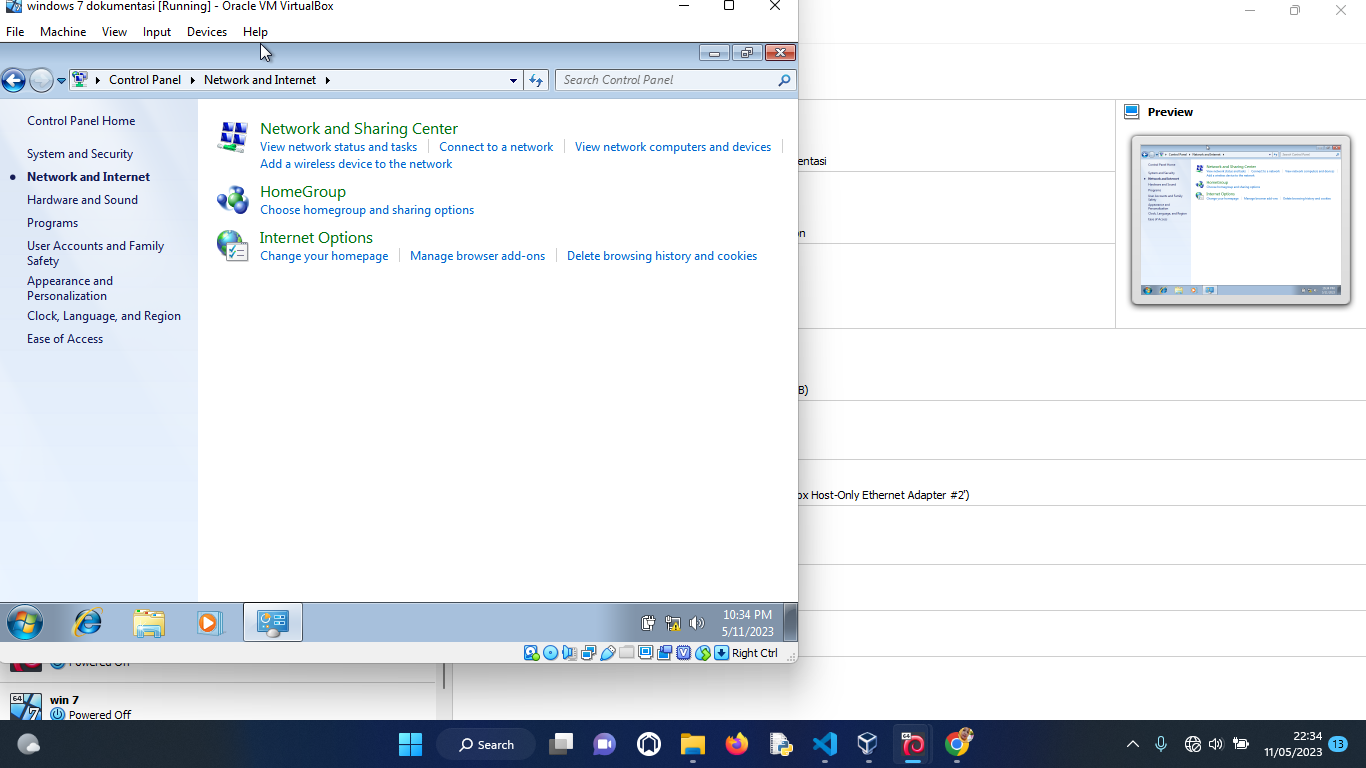 windows 7 dokumentasi [Running] - Oracle VM VirtualBox
File Machine View Input Devices Help
Control Panel Network and Internet
Search Control Panel
Control Panel Home
System and Security
Network and Internet
Hardware and Sound
Programs
User Accounts and Family
Safety
Appearance and
Personalization
Clock, Language, and Region
Ease of Access
Network and Sharing Center
View network status and tasks Connect to a network View network computers and devices
Add a wireless device to the network
HomeGroup
Choose homegroup and sharing options
Internet Options
Change your homepage Manage browser add-ons Delete browsing history and cookies
10:34 PM
5/11/2023
Right Ctrl
Preview
entasi
on
B)
ox Host-Only Ethernet Adapter #2')
Powered Off
64
win 7
Powered Off
Search
64
22:34
11/05/2023
13